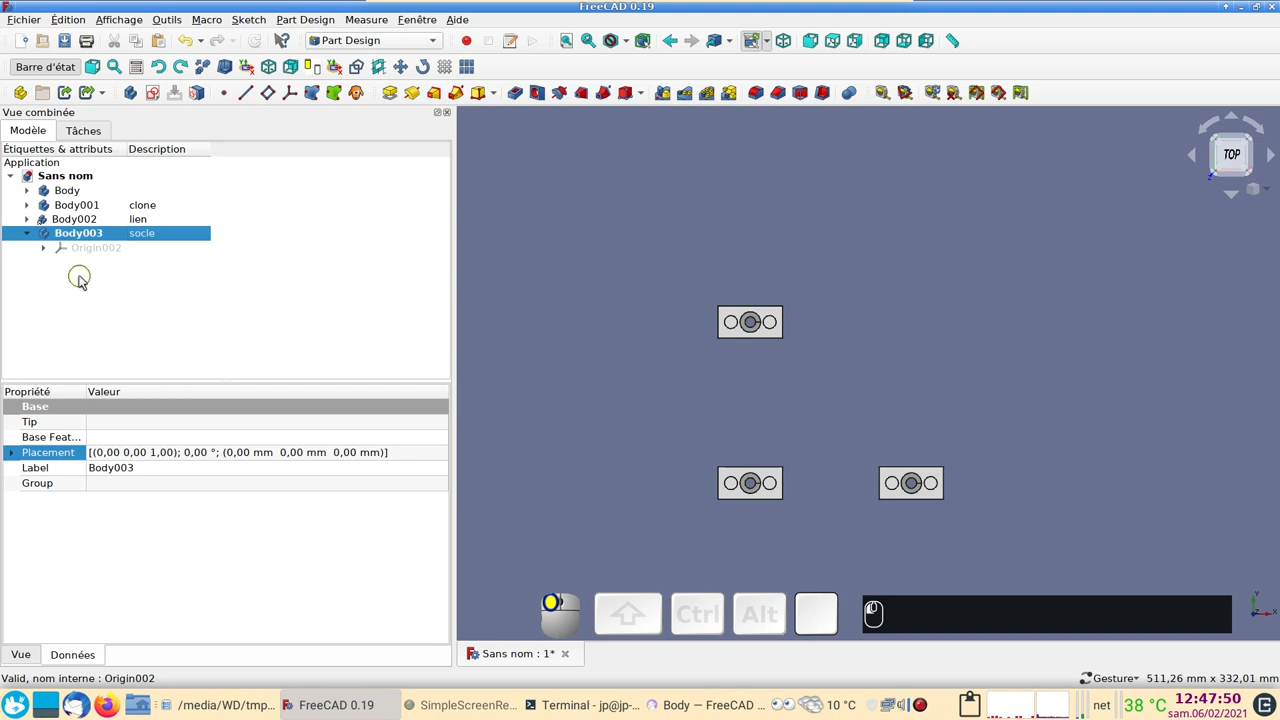 FreeCAD 0.19
Fichier Édition Affichage Outils Macro Sketch Part Design Measure Fenêtre Aide
Part Design
Barre d'état
Vue combinée
Modèle Tâches
Étiquettes & attributs Description
Application
Sans nom
Body
Body001 clone
Body002 lien
Body003 socle
Origin002
TOP
Propriété Valeur
Base
Tip
Base Feat...
Placement [(0,00 0,00 1,00); 0,00 °; (0,00 mm 0,00 mm 0,00 mm)]
Label Body003
Group
Ctrl Alt
Y
X
Vue Données
Sans nom : 1*
Valid, nom interne : Origin002
Gesture 511,26 mm x 332,01 mm
/media/WD/tmp... FreeCAD 0.19 SimpleScreenRe... Terminal - jp@jp-... Body — FreeCAD ... 10 °C net 38 °C 12:47:50
sam.06/02/2021